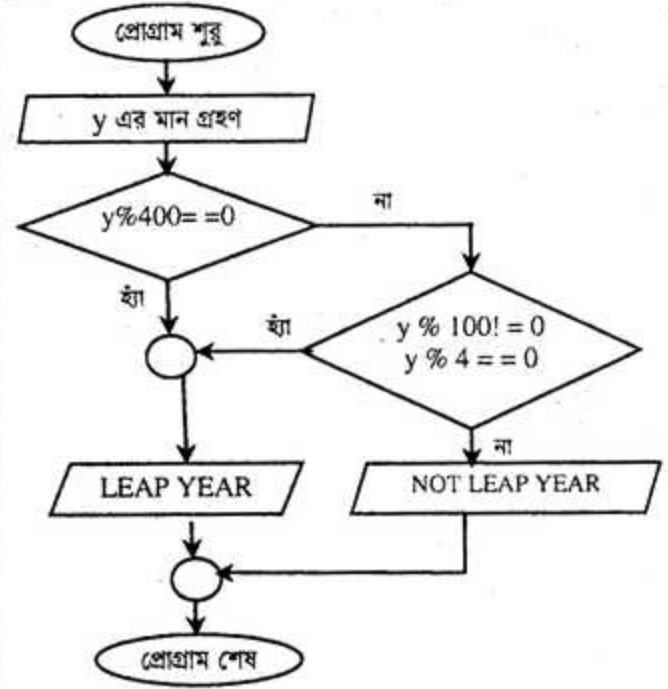 প্রোগ্রাম শুরু
y এর মান গ্রহণ
y%400= =0
না
হ্যাঁ
হ্যাঁ
y % 100! = 0
y % 4 = = 0
না
LEAP YEAR
NOT LEAP YEAR
প্রোগ্রাম শেষ